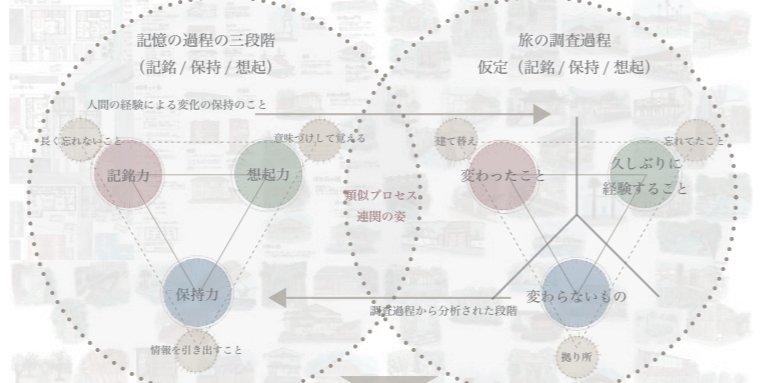 記憶の過程の三段階
（記銘 / 保持 / 想起）
人間の経験による変化の保持のこと
長く忘れないこと
意味づけして覚える
記銘力
想起力
保持力
情報を引き出すこと
類似プロセス
連関の姿
旅の調査過程
仮定（記銘 / 保持 / 想起）
建て替え
忘れてたこと
変わったこと
久しぶりに
経験すること
変わらないもの
調査過程から分析された段階
拠り所